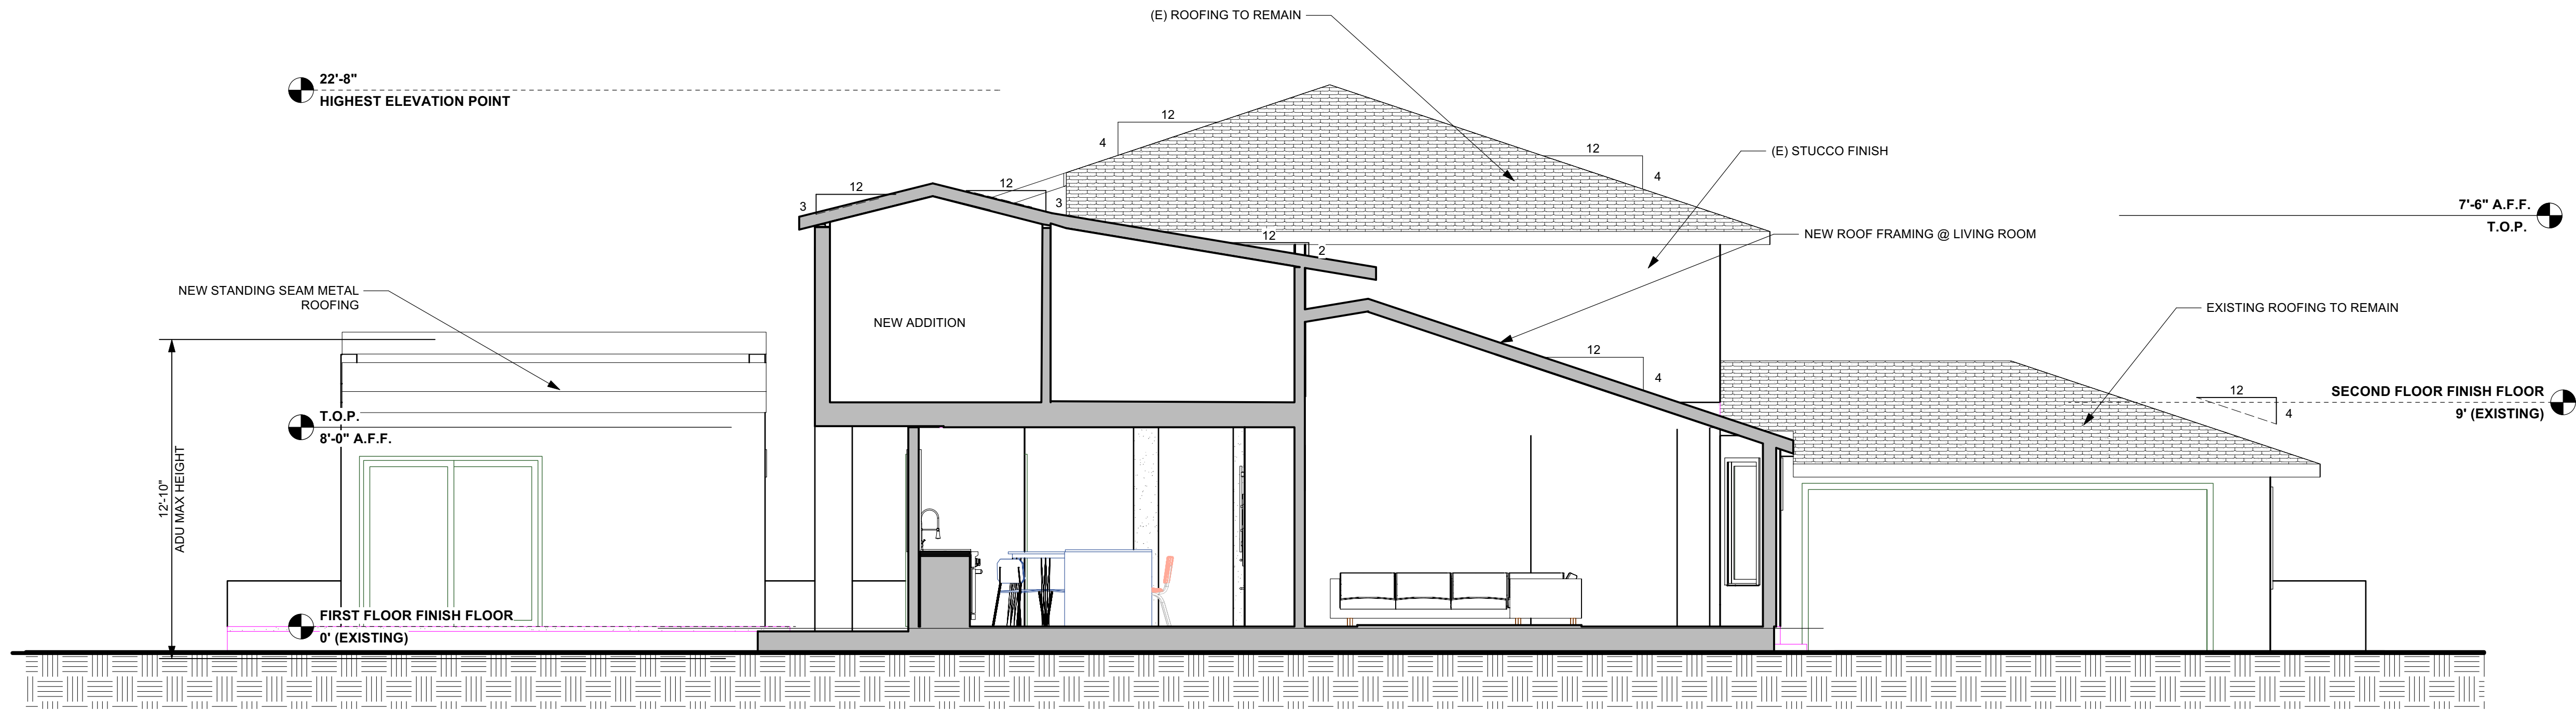 (E) ROOFING TO REMAIN
22'-8"
HIGHEST ELEVATION POINT
12
4
12
4
(E) STUCCO FINISH
12
3
12
3
7'-6" A.F.F.
T.O.P.
NEW ROOF FRAMING @ LIVING ROOM
12
2
NEW STANDING SEAM METAL
ROOFING
NEW ADDITION
EXISTING ROOFING TO REMAIN
12
4
12
4
SECOND FLOOR FINISH FLOOR
9' (EXISTING)
T.O.P.
8'-0" A.F.F.
12'-10"
ADU MAX HEIGHT
FIRST FLOOR FINISH FLOOR
0' (EXISTING)